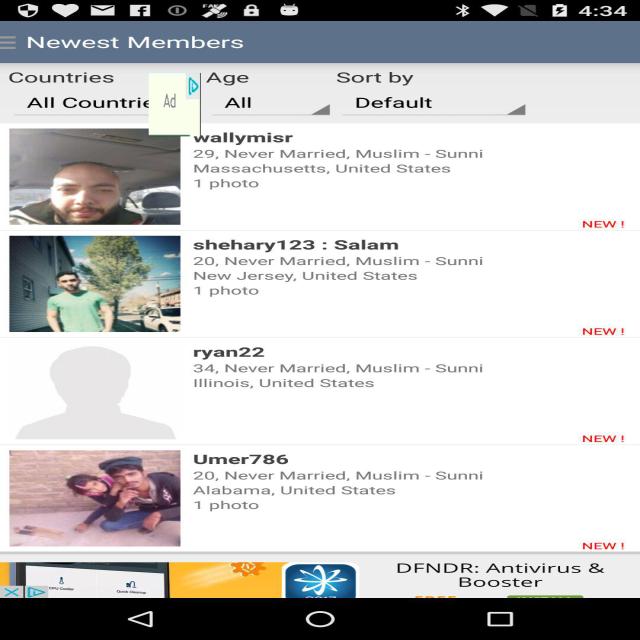 4:34
Newest Members
Countries
Age
Sort by
All Countrie
Ad
All
Default
wallymisr
29, Never Married, Muslim - Sunni
Massachusetts, United States
1 photo
NEW !
shehary123 : Salam
20, Never Married, Muslim - Sunni
New Jersey, United States
1 photo
NEW !
ryan22
34, Never Married, Muslim - Sunni
Illinois, United States
NEW !
Umer786
20, Never Married, Muslim - Sunni
Alabama, United States
1 photo
NEW !
DFNDR: Antivirus &
Booster